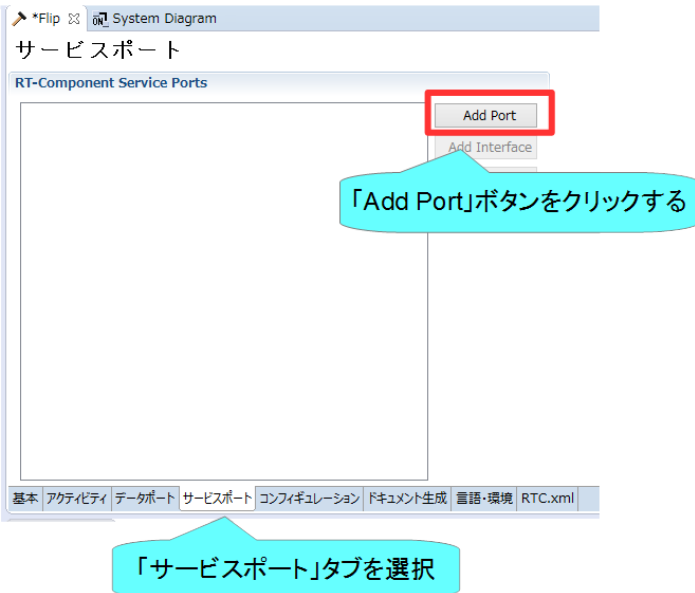 *Flip System Diagram
サービスポート
RT-Component Service Ports
Add Port
Add Interface
「Add Port」ボタンをクリックする
基本 アクティビティ データポート サービスポート コンフィギュレーション ドキュメント生成 言語・環境 RTC.xml
「サービスポート」タブを選択